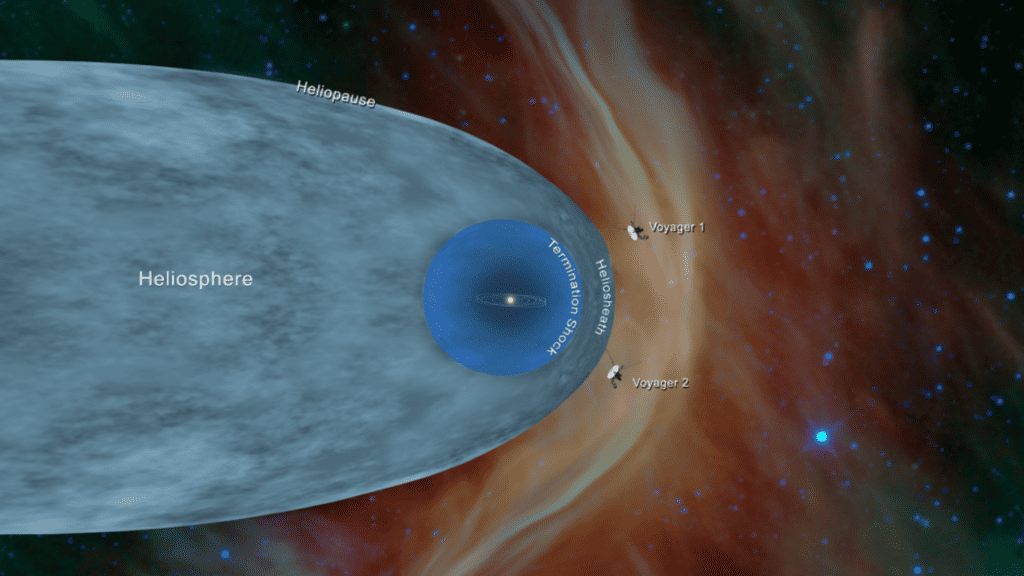 Heliopause
Voyager 1
Heliosphere
Termination Shock
Heliosheath
Voyager 2